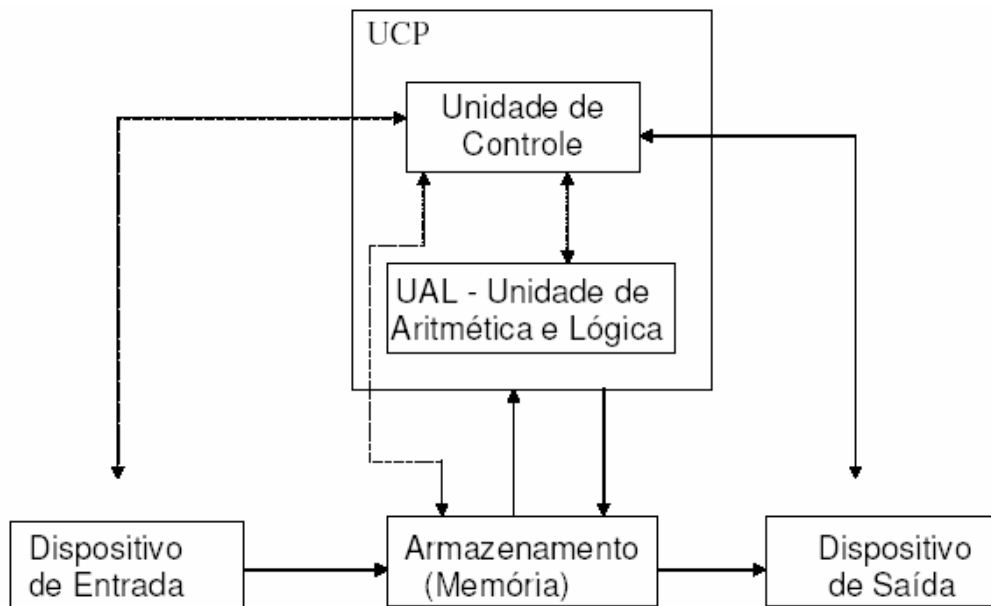 UCP
Unidade de
Controle
UAL - Unidade de
Aritmética e Lógica
Dispositivo
de Entrada
Armazenamento
(Memória)
Dispositivo
de Saída